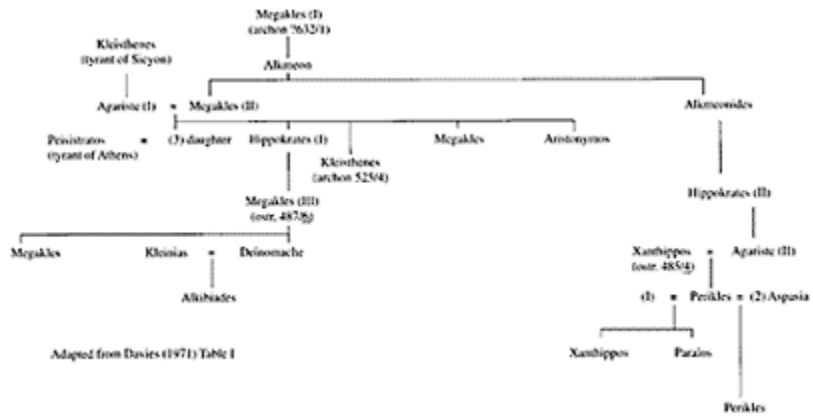 Megakles (I)
(archon ?632/1)
Kleisthenes
(tyrant of Sicyon)
Alkmeon
Agariste (I) = Megakles (II)
Alkmeonides
Peisistratos = (3) daughter
(tyrant of Athens)
Hippokrates (I)
Kleisthenes
(archon 525/4)
Megakles
Aristonymos
Megakles (III)
(ostr. 487/6)
Hippokrates (II)
Megakles
Kleinias = Deinomache
Xanthippos = Agariste (II)
(ostr. 485/4)
Alkibiades
(1) = Perikles = (2) Aspasia
Adapted from Davies (1971) Table I
Xanthippos
Paralos
Perikles